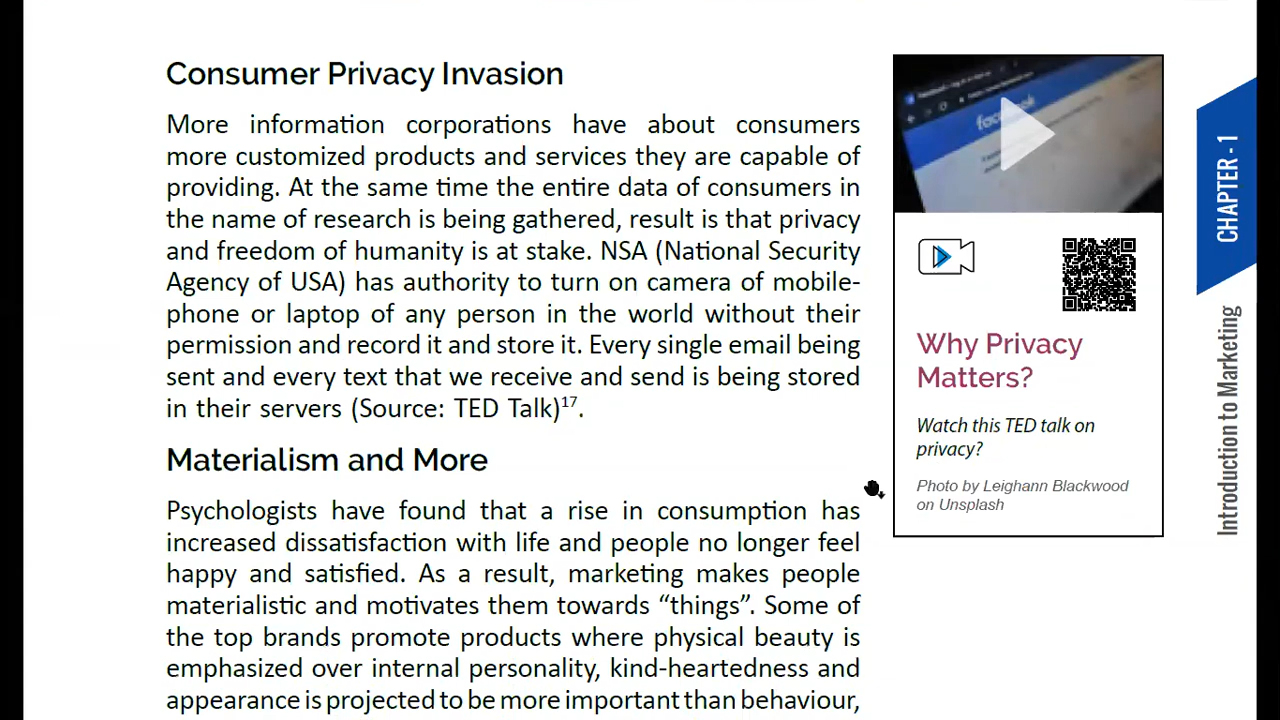 Consumer Privacy Invasion
More information corporations have about consumers
more customized products and services they are capable of
providing. At the same time the entire data of consumers in
the name of research is being gathered, result is that privacy
and freedom of humanity is at stake. NSA (National Security
Agency of USA) has authority to turn on camera of mobile-
phone or laptop of any person in the world without their
permission and record it and store it. Every single email being
sent and every text that we receive and send is being stored
in their servers (Source: TED Talk)17.
Materialism and More
Psychologists have found that a rise in consumption has
increased dissatisfaction with life and people no longer feel
happy and satisfied. As a result, marketing makes people
materialistic and motivates them towards “things”. Some of
the top brands promote products where physical beauty is
emphasized over internal personality, kind-heartedness and
appearance is projected to be more important than behaviour,
facebook
Why Privacy
Matters?
Watch this TED talk on
privacy?
Photo by Leighann Blackwood
on Unsplash
CHAPTER - 1
Introduction to Marketing